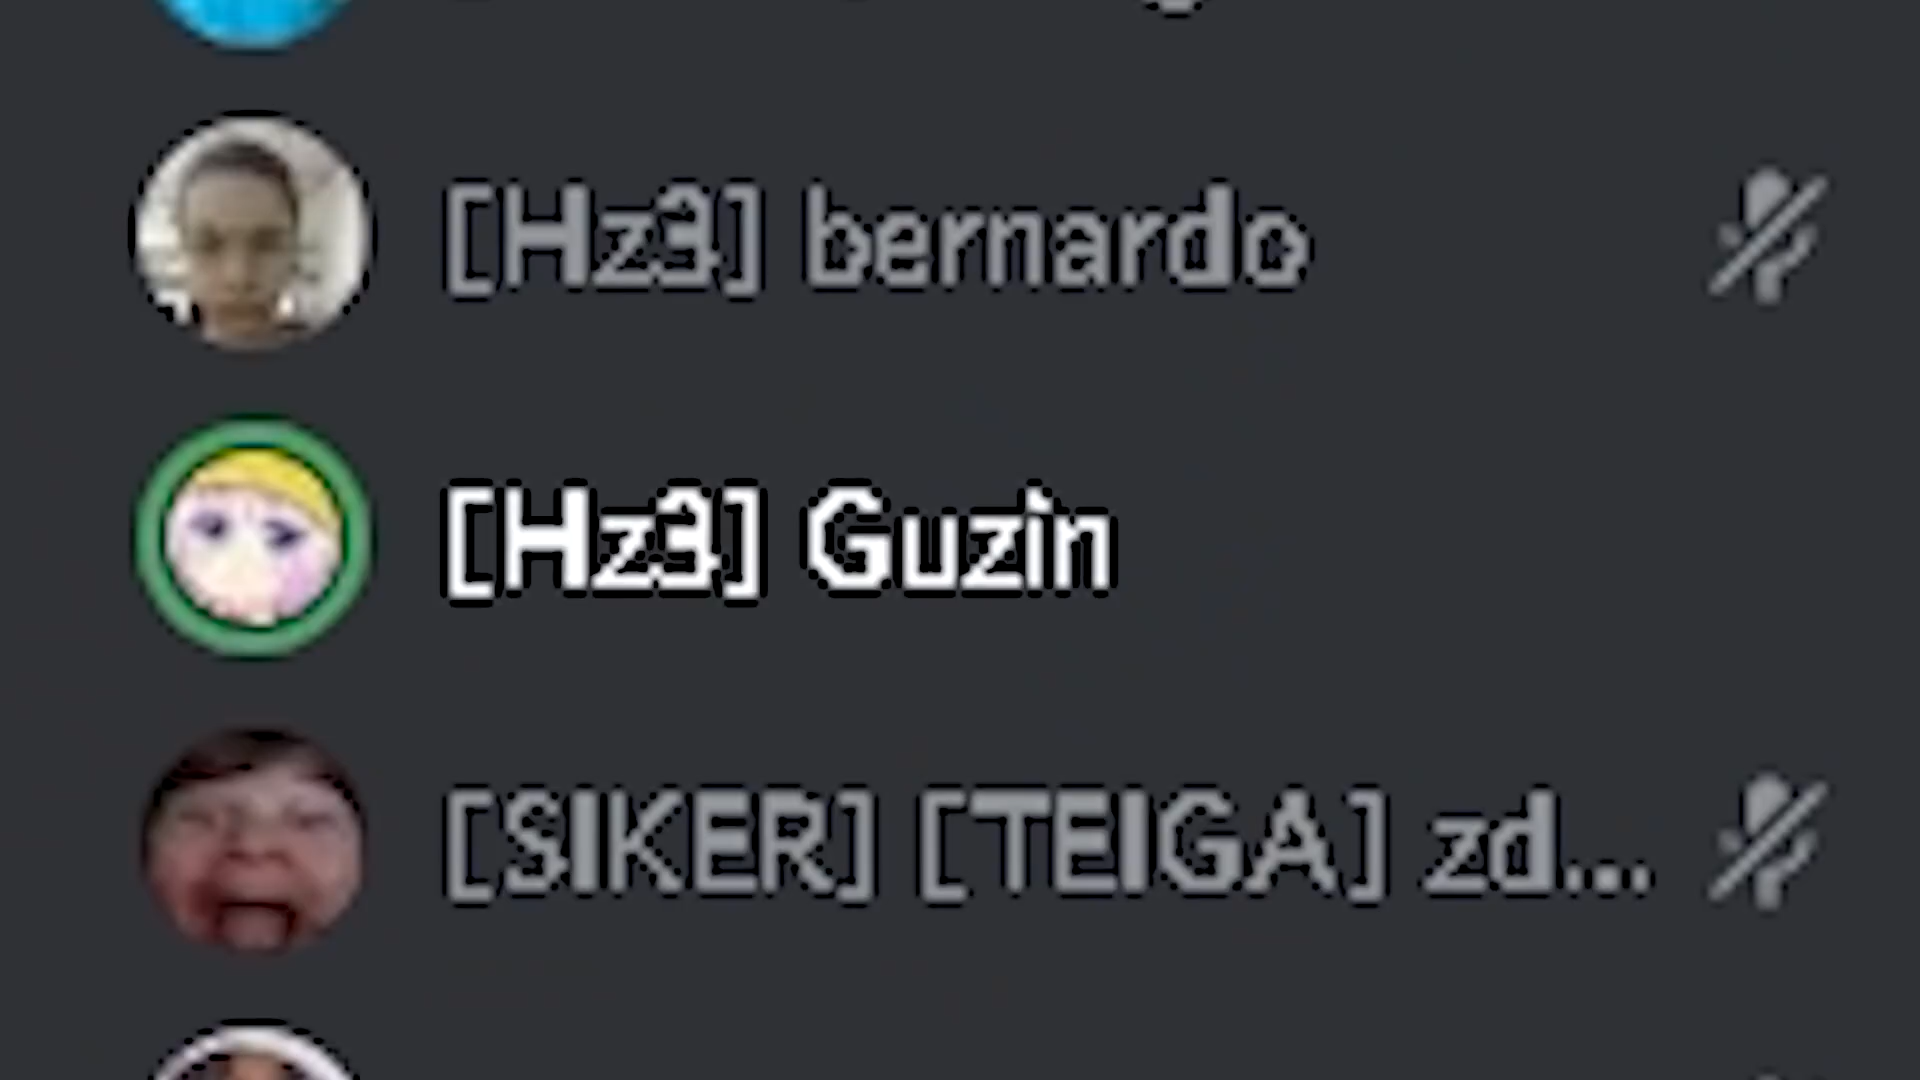 [Hz3] bernardo
[Hz3] Guzin
[SIKER] [TEIGA] zd...